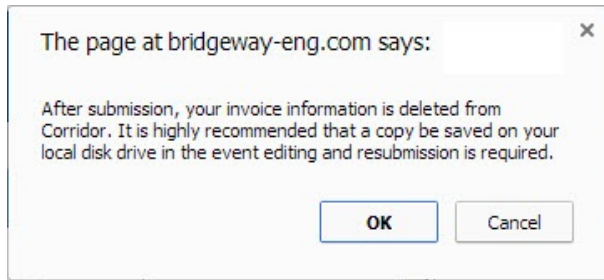 The page at bridgeway-eng.com says:
After submission, your invoice information is deleted from
Corridor. It is highly recommended that a copy be saved on your
local disk drive in the event editing and resubmission is required.
OK Cancel